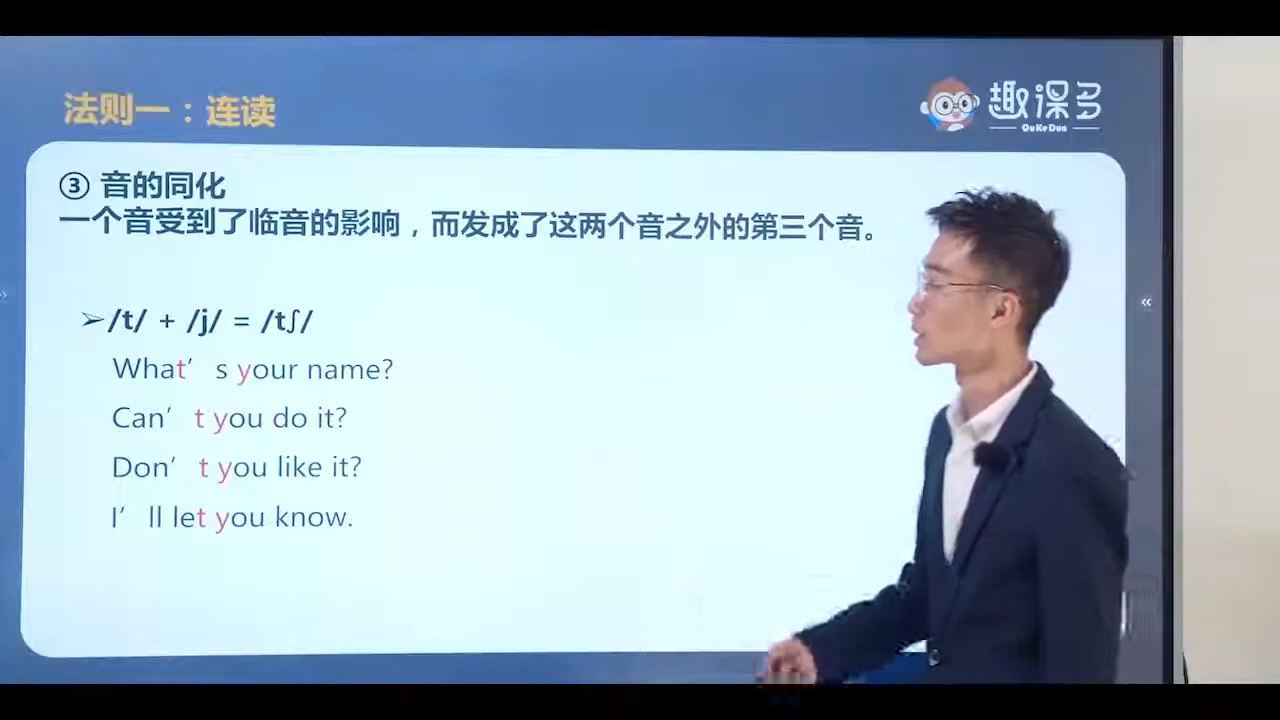 法则一：连读
趣课多
QuKeDuo
③ 音的同化
一个音受到了临音的影响，而发成了这两个音之外的第三个音。
➢/t/ + /j/ = /t∫/
What’ s your name?
Can’ t you do it?
Don’ t you like it?
I’ ll let you know.
«